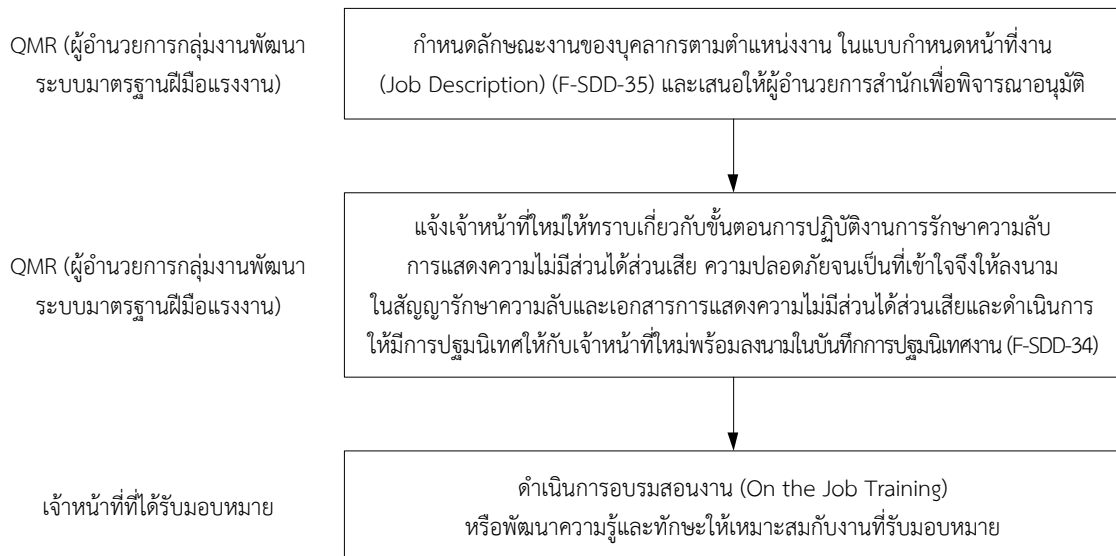 QMR (ผู้อำนวยการกลุ่มงานพัฒนา
ระบบมาตรฐานฝีมือแรงงาน)
กำหนดลักษณะงานของบุคลากรตามตำแหน่งงาน ในแบบกำหนดหน้าที่งาน
(Job Description) (F-SDD-35) และเสนอให้ผู้อำนวยการสำนักเพื่อพิจารณาอนุมัติ
QMR (ผู้อำนวยการกลุ่มงานพัฒนา
ระบบมาตรฐานฝีมือแรงงาน)
แจ้งเจ้าหน้าที่ใหม่ให้ทราบเกี่ยวกับขั้นตอนการปฏิบัติงานการรักษาความลับ
การแสดงความไม่มีส่วนได้ส่วนเสีย ความปลอดภัยจนเป็นที่เข้าใจจึงให้ลงนาม
ในสัญญารักษาความลับและเอกสารการแสดงความไม่มีส่วนได้ส่วนเสียและดำเนินการ
ให้มีการปฐมนิเทศให้กับเจ้าหน้าที่ใหม่พร้อมลงนามในบันทึกการปฐมนิเทศงาน (F-SDD-34)
เจ้าหน้าที่ที่ได้รับมอบหมาย
ดำเนินการอบรมสอนงาน (On the Job Training)
หรือพัฒนาความรู้และทักษะให้เหมาะสมกับงานที่รับมอบหมาย